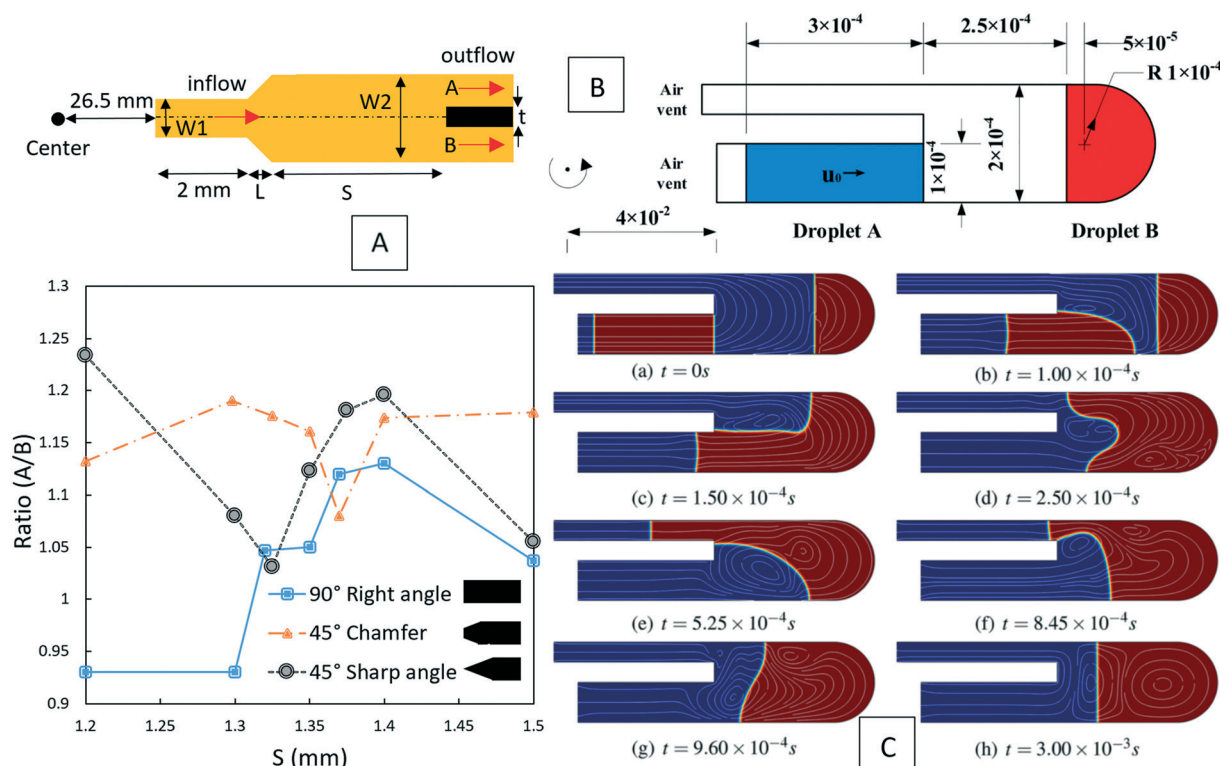 inflow
outflow
26.5 mm
W1
W2
A
B
t
Center
2 mm
L
S
A
B
3×10⁻⁴
2.5×10⁻⁴
5×10⁻⁵
R 1×10⁻⁴
Air
vent
Air
vent
u₀
1×10⁻⁴
2×10⁻⁴
4×10⁻²
Droplet A
Droplet B
1.3
1.25
1.2
1.15
1.1
1.05
1
0.95
0.9
Ratio (A/B)
90° Right angle
45° Chamfer
45° Sharp angle
1.2
1.25
1.3
1.35
1.4
1.45
1.5
S (mm)
(a) t = 0s
(b) t = 1.00 × 10⁻⁴s
(c) t = 1.50 × 10⁻⁴s
(d) t = 2.50 × 10⁻⁴s
(e) t = 5.25 × 10⁻⁴s
(f) t = 8.45 × 10⁻⁴s
(g) t = 9.60 × 10⁻⁴s
C
(h) t = 3.00 × 10⁻³s